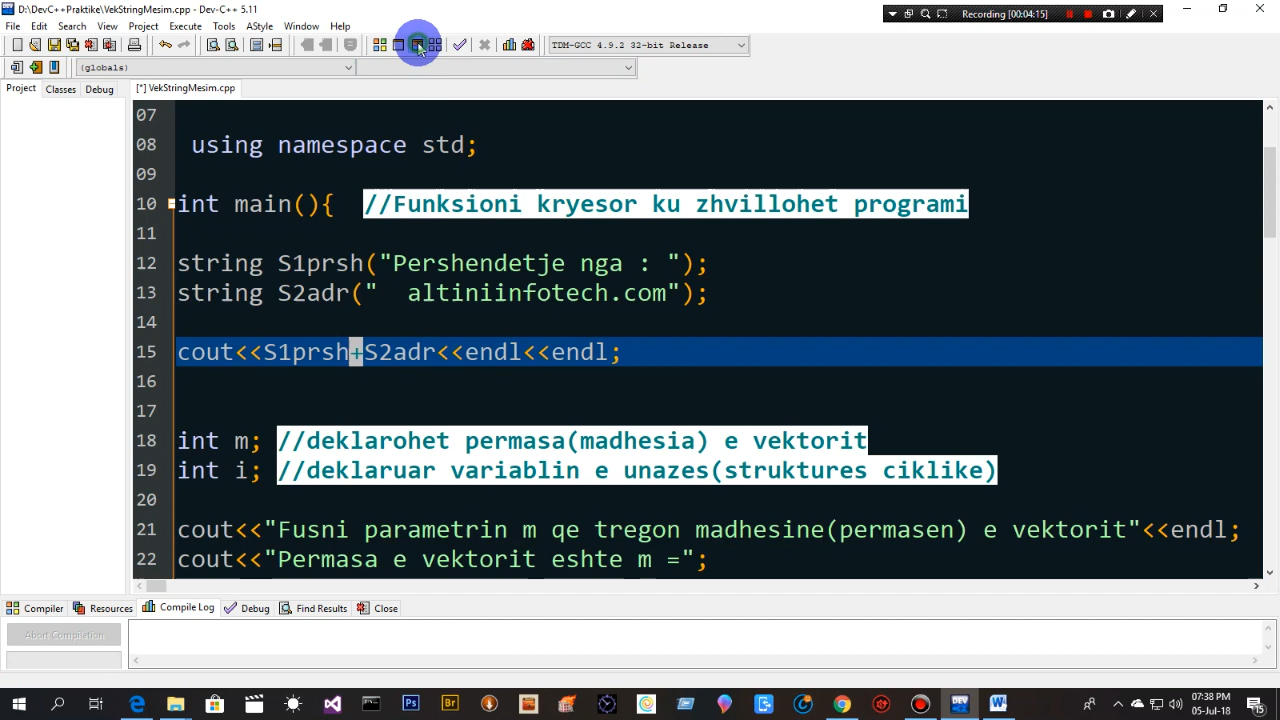 D:\DevC++Praktike\VekStringMesim.cpp - Dev-C++ 5.11
Recording [00:04:15]
File Edit Search View Project Execute Tools AStyle Window Help
TDM-GCC 4.9.2 32-bit Release
(globals)
Project Classes Debug
[*] VekStringMesim.cpp
07
08 using namespace std;
09
10 int main(){ //Funksioni kryesor ku zhvillohet programi
11
12 string S1prsh("Pershendetje nga : ");
13 string S2adr("  altiniinfotech.com");
14
15 cout<<S1prsh+S2adr<<endl<<endl;
16
17
18 int m; //deklarohet permasa(madhesia) e vektorit
19 int i; //deklaruar variablin e unazes(struktures ciklike)
20
21 cout<<"Fusni parametrin m qe tregon madhesine(permasen) e vektorit"<<endl;
22 cout<<"Permasa e vektorit eshte m =";
Compiler Resources Compile Log Debug Find Results Close
Abort Compilation
Ps Br DEV W 07:38 PM
05-Jul-18 15